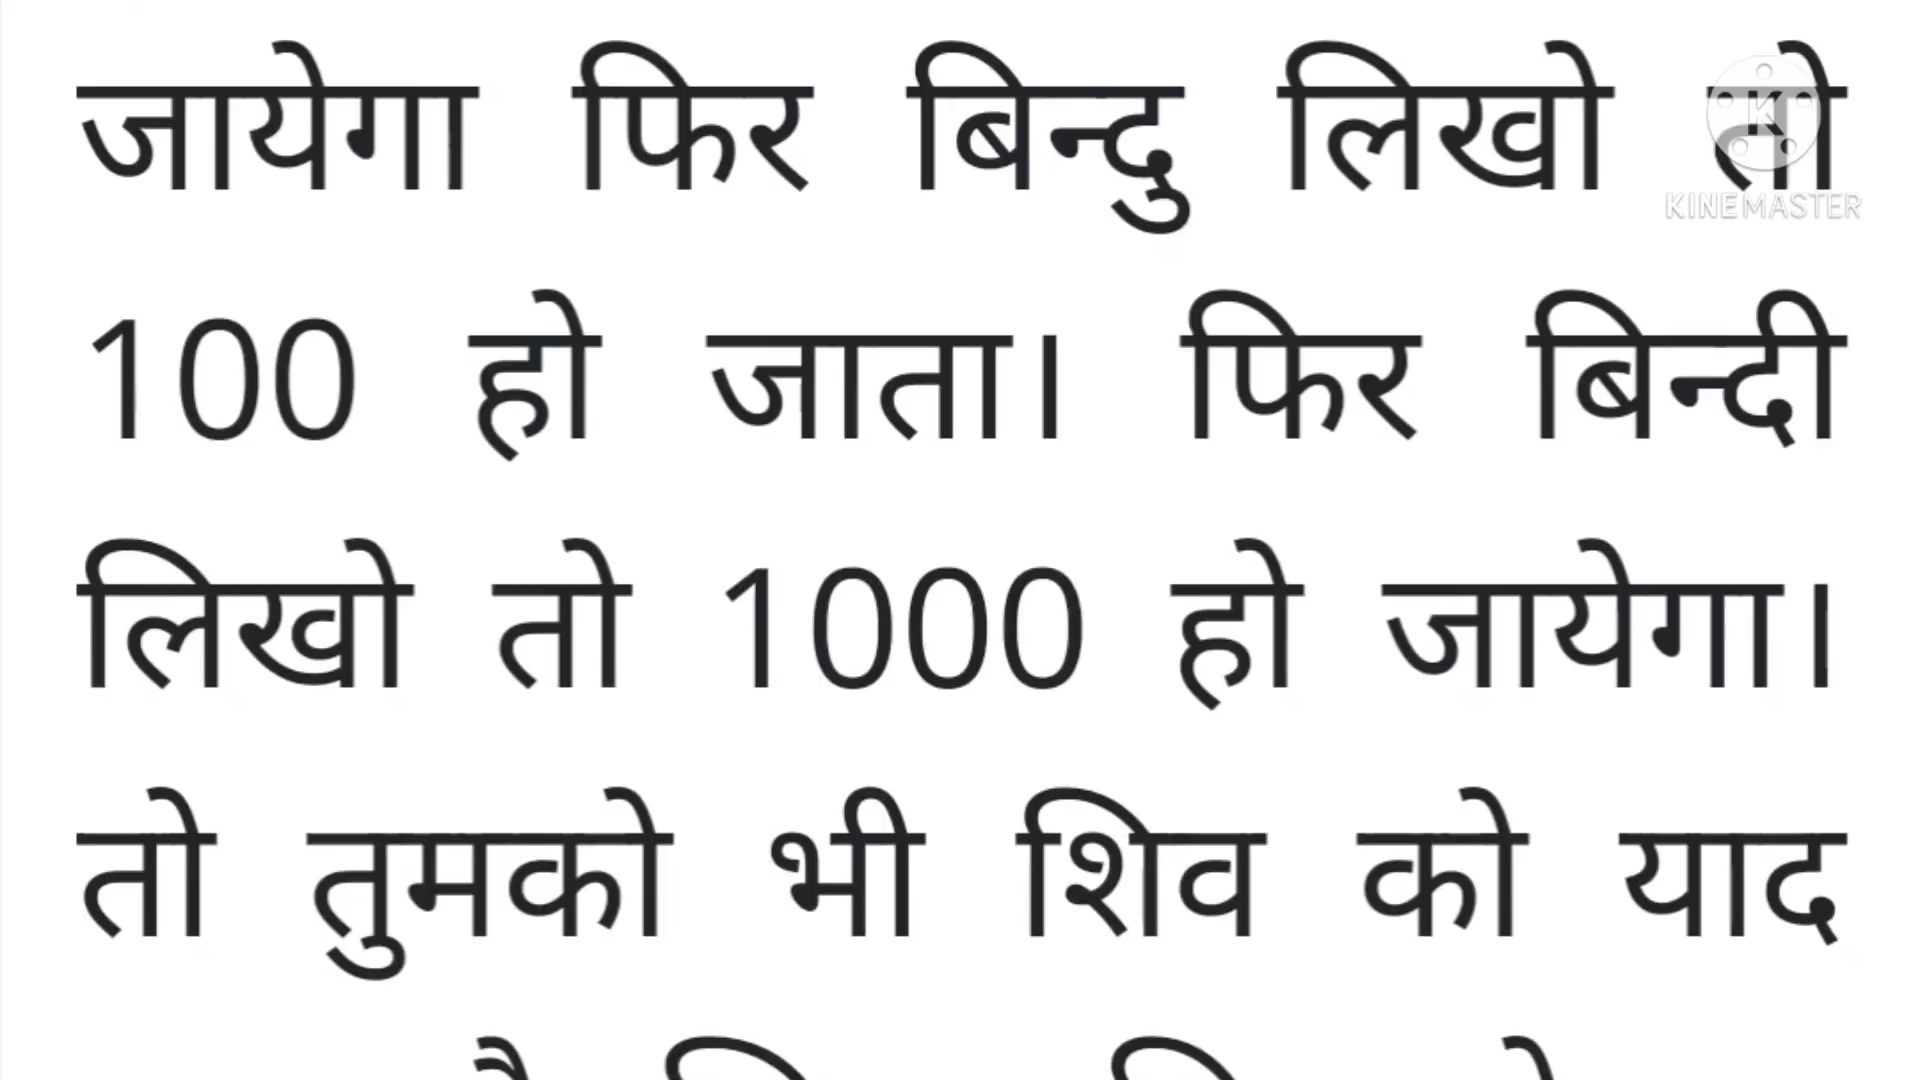 जायेगा फिर बिन्दु लिखो तो
KINEMASTER
100 हो जाता। फिर बिन्दी
लिखो तो 1000 हो जायेगा।
तो तुमको भी शिव को याद